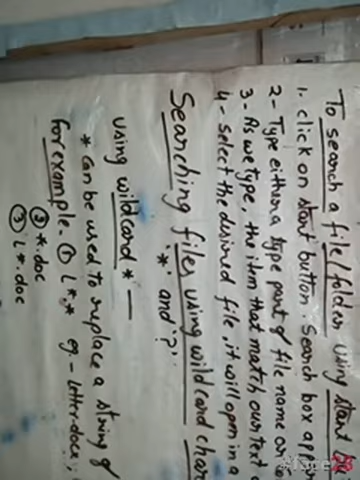 To search a file/folder using start
1. click on start button. Search box
2- Type either a type part of file name or
3- As we type, the item that match our text
4- Select the desired file, it will open in a
Searching files using wildcard char
'*' and '?'
using wildcard * —
* can be used to replace a string of
for example. ① L*.* eg - Letter.doc,
② *.doc
③ L*.doc